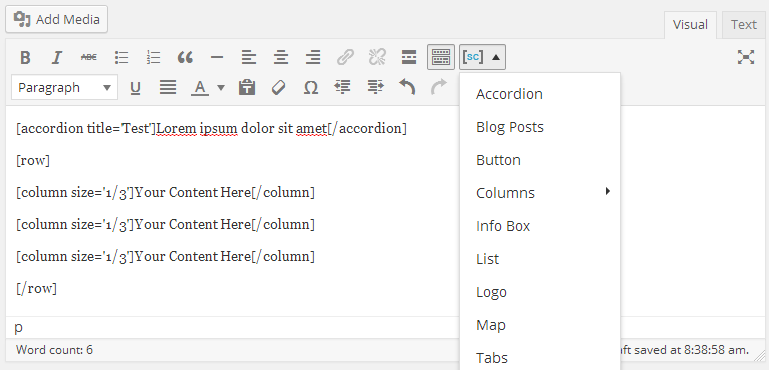 Add Media
Visual Text
B I ABC [sc]
Paragraph U A Ω
[accordion title='Test']Lorem ipsum dolor sit amet[/accordion]
[row]
[column size='1/3']Your Content Here[/column]
[column size='1/3']Your Content Here[/column]
[column size='1/3']Your Content Here[/column]
[/row]
Accordion
Blog Posts
Button
Columns
Info Box
List
Logo
Map
Tabs
p
Word count: 6 aft saved at 8:38:58 am.